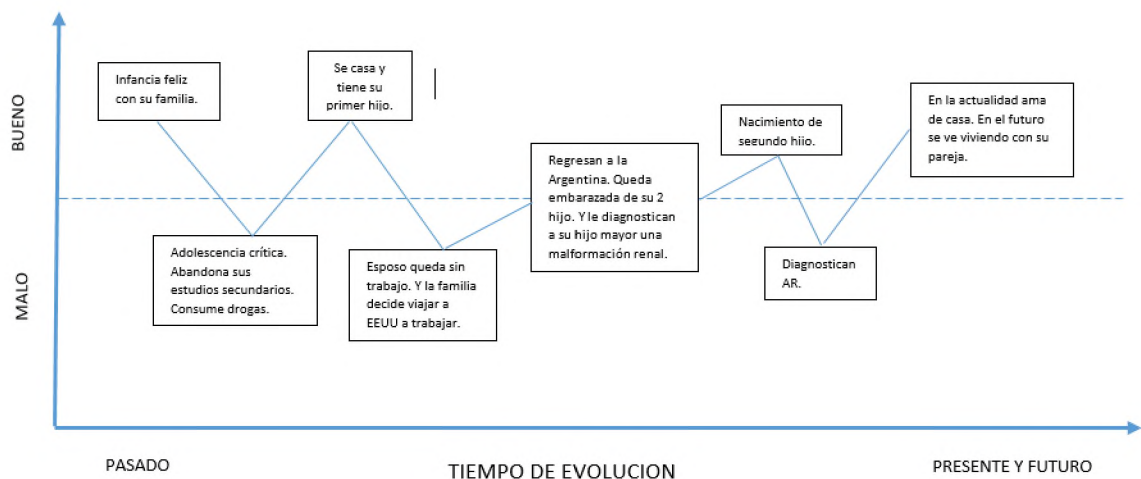 BUENO
MALO
Infancia feliz
con su familia.
Adolescencia crítica.
Abandona sus
estudios secundarios.
Consume drogas.
Se casa y
tiene su
primer hijo.
Esposo queda sin
trabajo. Y la familia
decide viajar a
EEUU a trabajar.
Regresan a la
Argentina. Queda
embarazada de su 2
hijo. Y le diagnostican
a su hijo mayor una
malformación renal.
Nacimiento de
segundo hijo.
Diagnostican
AR.
En la actualidad ama
de casa. En el futuro
se ve viviendo con su
pareja.
PASADO
TIEMPO DE EVOLUCION
PRESENTE Y FUTURO